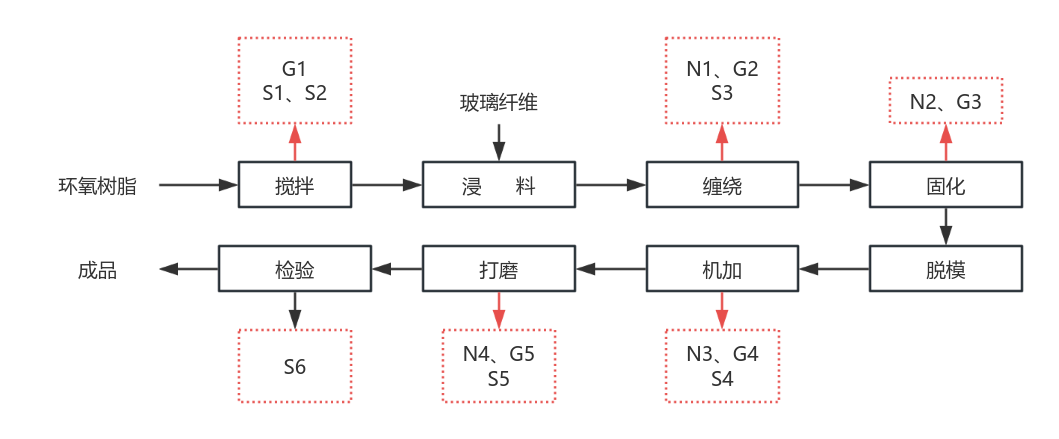 G1
S1、S2
N1、G2
S3
玻璃纤维
N2、G3
环氧树脂
搅拌
浸 料
缠绕
固化
成品
检验
打磨
机加
脱模
S6
N4、G5
S5
N3、G4
S4